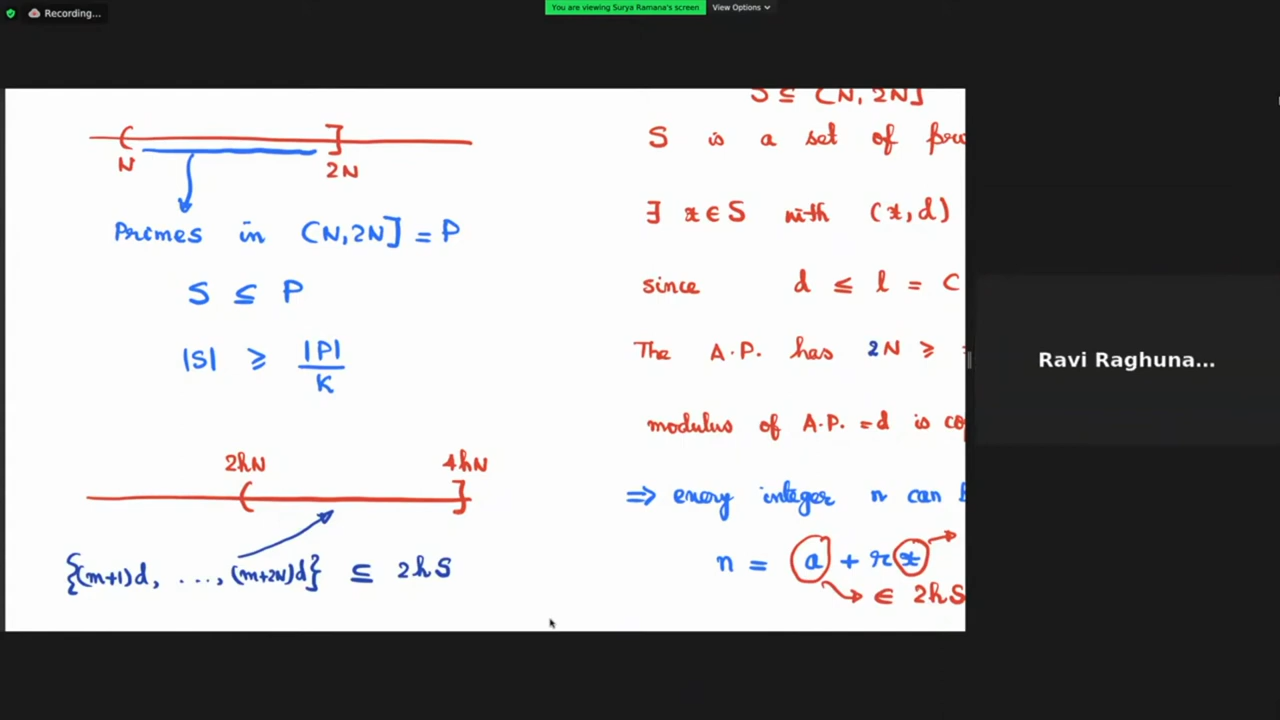 Recording...
You are viewing Surya Ramana's screen
View Options
N
2N
Primes in (N,2N] = P
S ⊆ P
|S| ≥ |P|/K
2hN
4hN
{(m+1)d, ..., (m+2N)d} ⊆ 2hS
S ⊆ (N, 2N]
S is a set of
∃ x ∈ S with (x,d)
since d ≤ l = C
The A.P. has 2N ≥
modulus of A.P. = d is
⇒ every integer n can
n = a + rx
∈ 2hS
Ravi Raghuna...